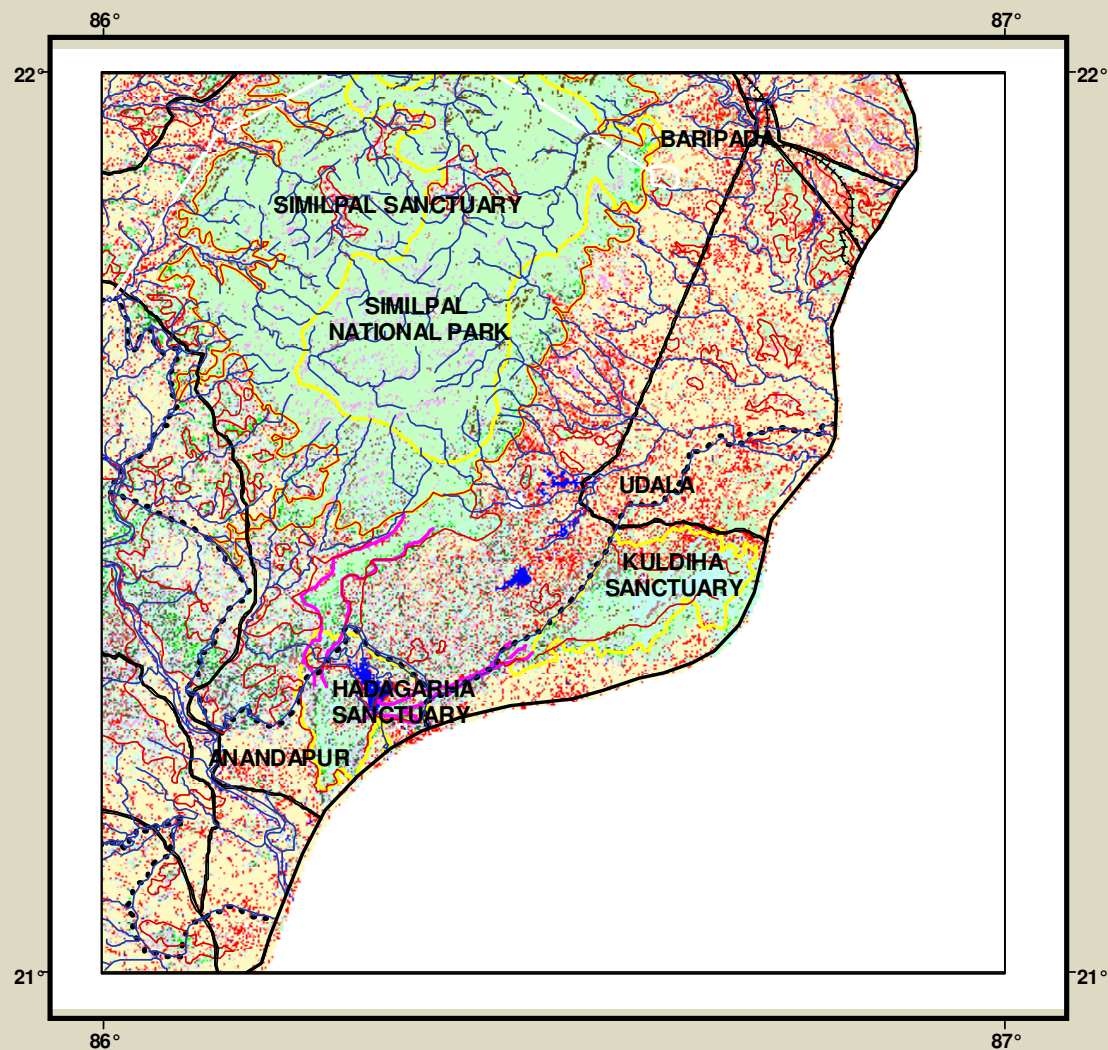 86° 87°
22° 22°
BARIPADA
SIMILPAL SANCTUARY
SIMILPAL
NATIONAL PARK
UDALA
KULDIHA
SANCTUARY
HADAGARHA
SANCTUARY
ANANDAPUR
21° 21°
86° 87°